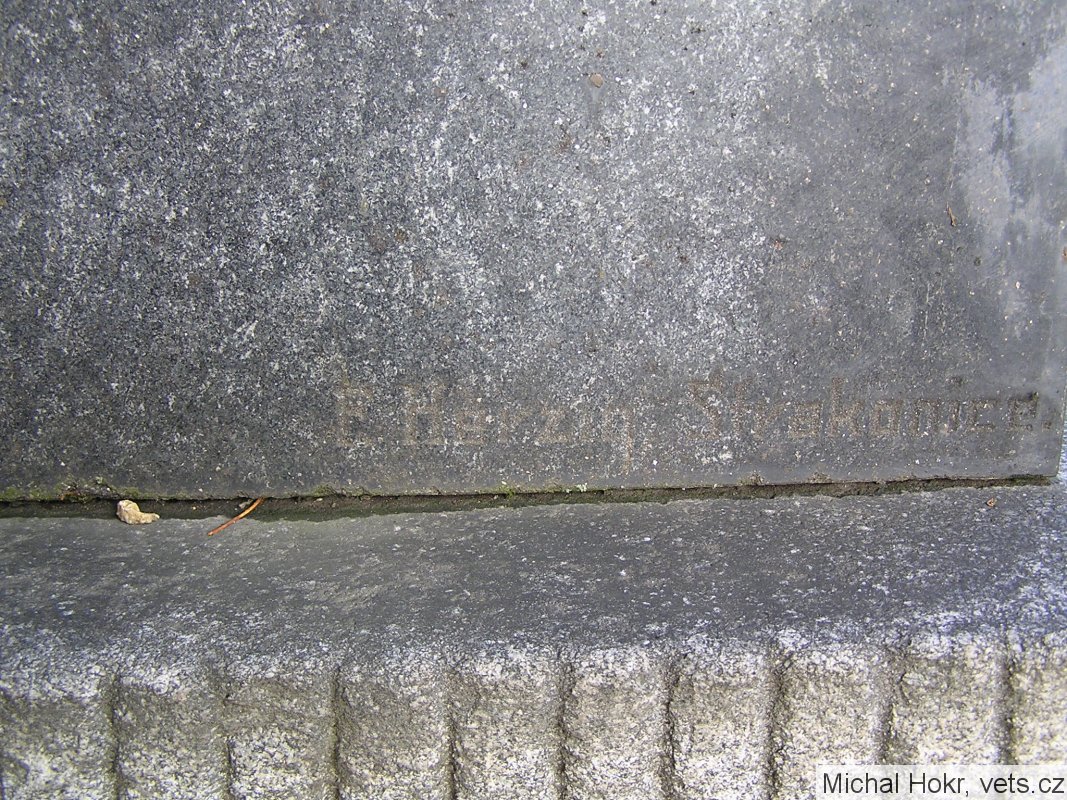 E. Herzig, Strakonice.
Michal Hokr, vets.cz